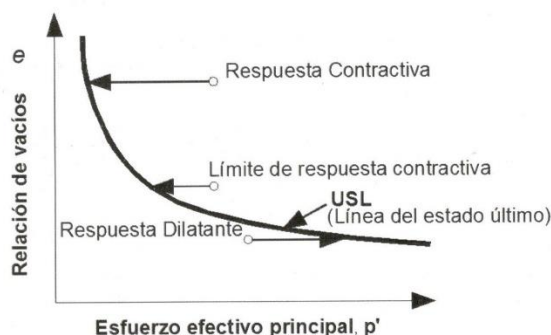 Relación de vacíos e
Respuesta Contractiva
Límite de respuesta contractiva
USL
(Línea del estado último)
Respuesta Dilatante
Esfuerzo efectivo principal, p'